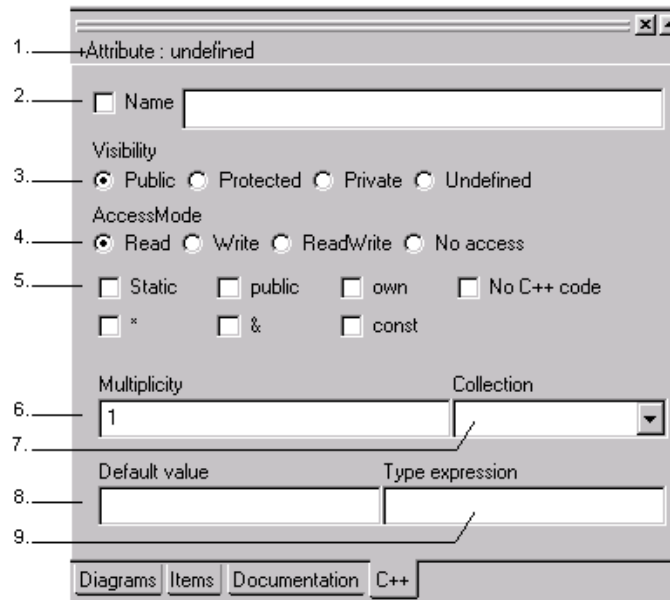 1. Attribute : undefined
2. Name
Visibility
3. Public Protected Private Undefined
AccessMode
4. Read Write ReadWrite No access
5. Static public own No C++ code
* & const
Multiplicity Collection
6. 1
7.
Default value Type expression
8.
9.
Diagrams Items Documentation C++